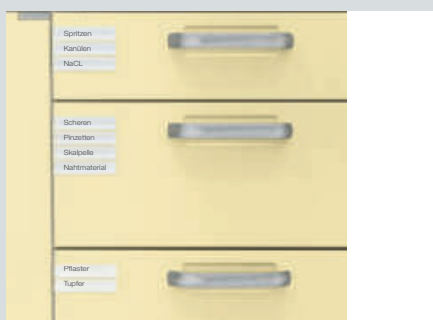 Spritzen
Kanülen
NaCL
Scheren
Pinzetten
Skalpelle
Nahtmaterial
Pflaster
Tupfer